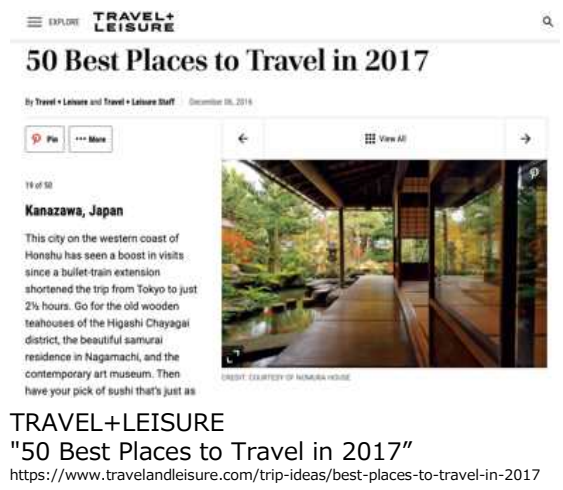 EXPLORE
TRAVEL+
LEISURE
50 Best Places to Travel in 2017
By Travel + Leisure and Travel + Leisure Staff | December 06, 2016
Pin
••• More
View All
19 of 50
Kanazawa, Japan
This city on the western coast of
Honshu has seen a boost in visits
since a bullet-train extension
shortened the trip from Tokyo to just
2½ hours. Go for the old wooden
teahouses of the Higashi Chayagai
district, the beautiful samurai
residence in Nagamachi, and the
contemporary art museum. Then
have your pick of sushi that's just as
CREDIT: COURTESY OF NOMURA HOUSE
TRAVEL+LEISURE
"50 Best Places to Travel in 2017”
https://www.travelandleisure.com/trip-ideas/best-places-to-travel-in-2017